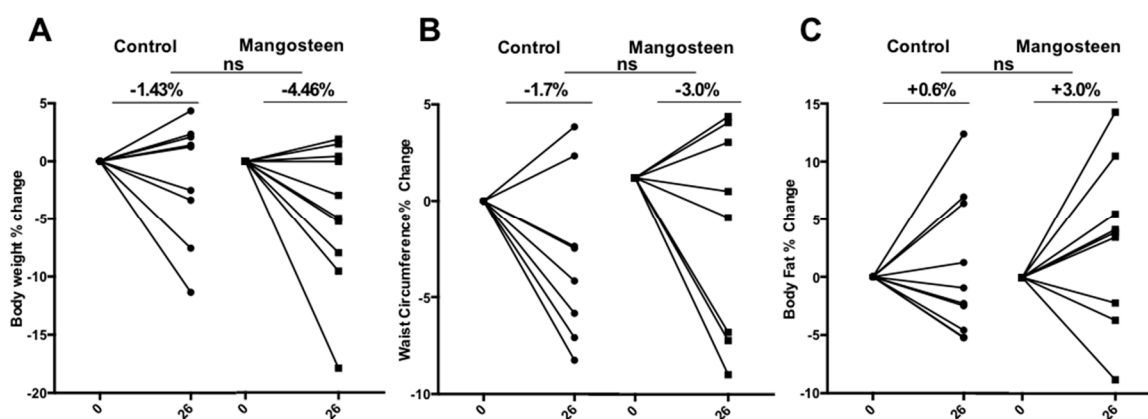 A
Control
Mangosteen
ns
-1.43%
-4.46%
Body weight % change
5
0
-5
-10
-15
-20
0
26
0
26
B
Control
Mangosteen
ns
-1.7%
-3.0%
Waist Circumference% Change
5
0
-5
-10
0
26
0
26
C
Control
Mangosteen
ns
+0.6%
+3.0%
Body Fat % Change
15
10
5
0
-5
10
0
26
0
26